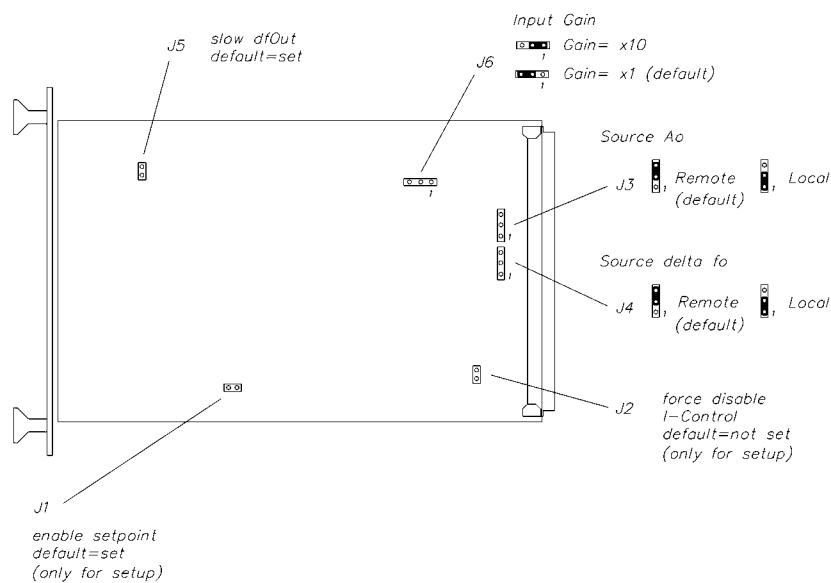 Input Gain
Gain= x10
1
Gain= x1 (default)
1
J5
slow dfOut
default=set
J6
1
Source Ao
J3
1
Remote
(default)
1
Local
1
Source delta fo
J4
1
Remote
(default)
1
Local
1
J2
force disable
I-Control
default=not set
(only for setup)
J1
enable setpoint
default=set
(only for setup)